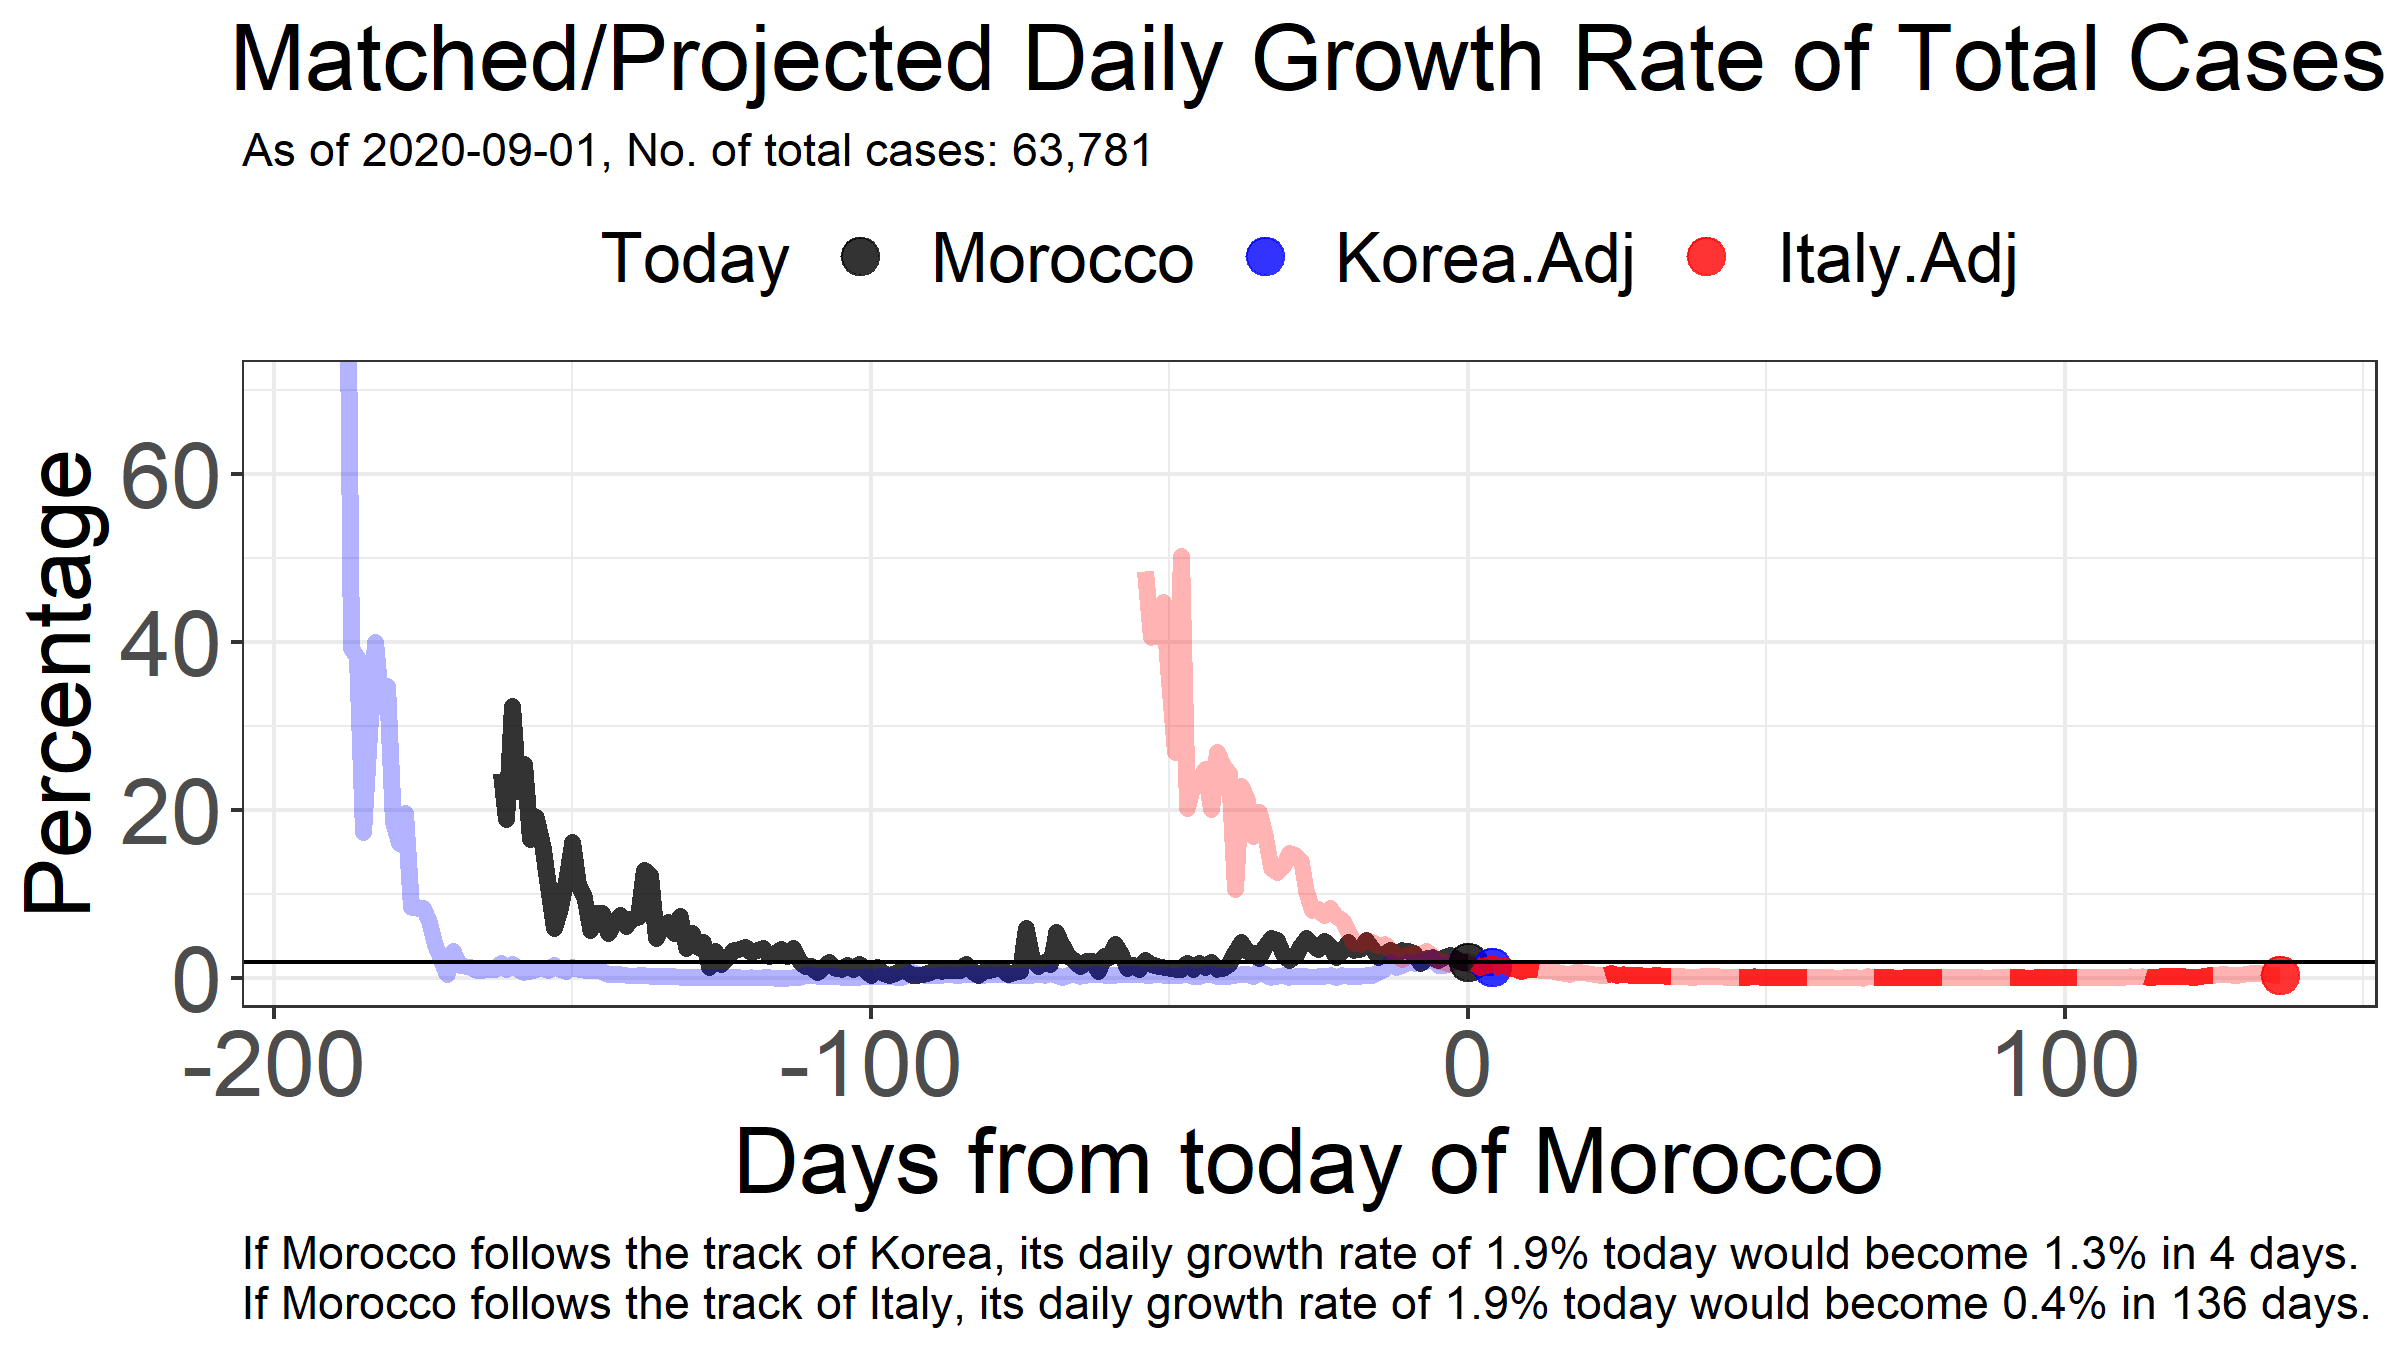 Matched/Projected Daily Growth Rate of Total Cases
As of 2020-09-01, No. of total cases: 63,781
Today Morocco Korea.Adj Italy.Adj
Percentage
60
40
20
0
-200 -100 0 100
Days from today of Morocco
If Morocco follows the track of Korea, its daily growth rate of 1.9% today would become 1.3% in 4 days.
If Morocco follows the track of Italy, its daily growth rate of 1.9% today would become 0.4% in 136 days.